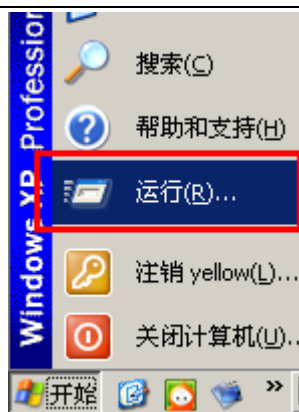 Windows XP Profession
搜索(C)
帮助和支持(H)
运行(R)...
注销 yellow(L)...
关闭计算机(U)..
开始
»